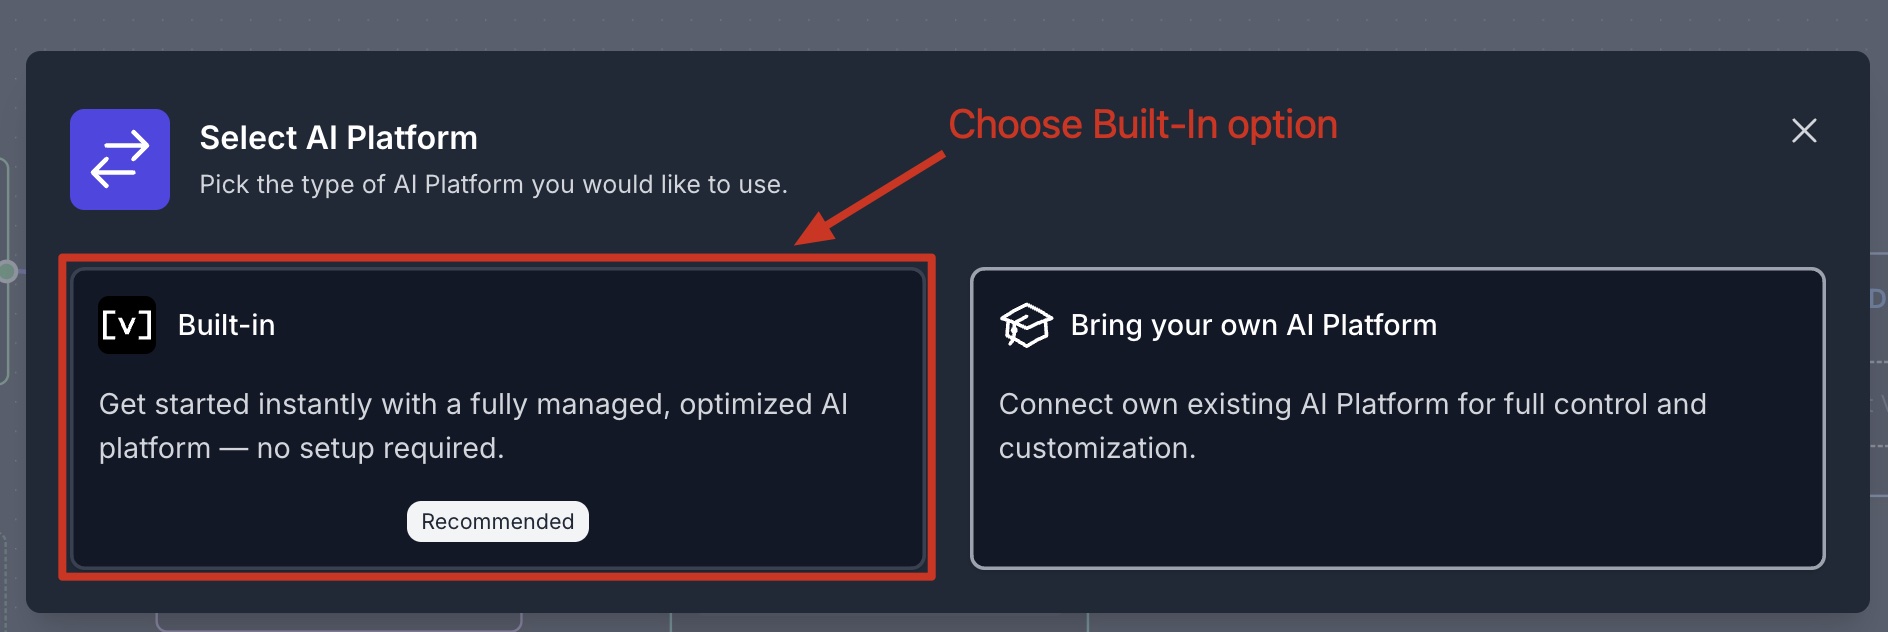 Select AI Platform
Pick the type of AI Platform you would like to use.
Choose Built-In option
[V]
Built-in
Get started instantly with a fully managed, optimized AI
platform — no setup required.
Recommended
Bring your own AI Platform
Connect own existing AI Platform for full control and
customization.
D